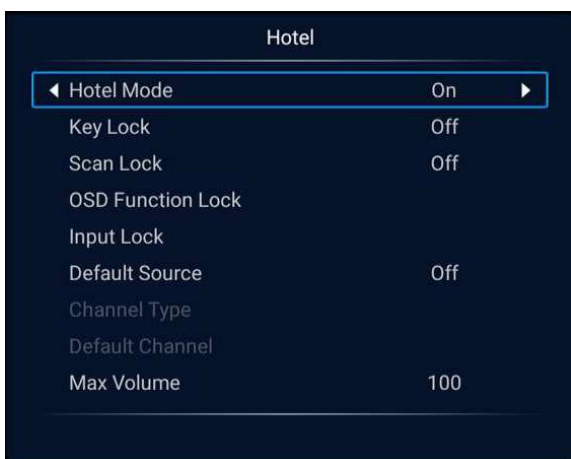 Hotel
Hotel Mode On
Key Lock Off
Scan Lock Off
OSD Function Lock
Input Lock
Default Source Off
Channel Type
Default Channel
Max Volume 100